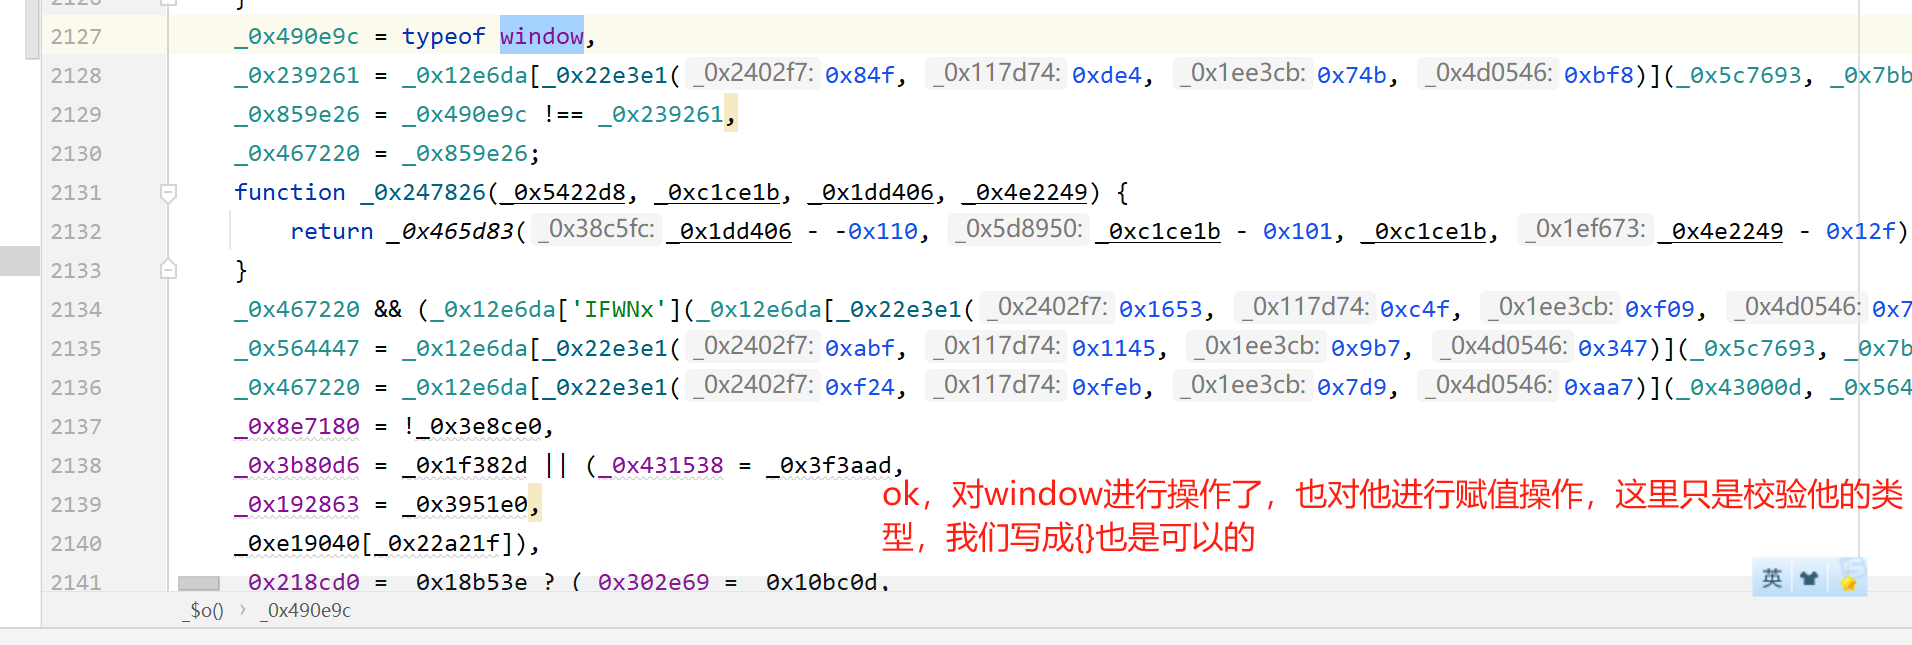 }
2127 _0x490e9c = typeof window,
2128 _0x239261 = _0x12e6da[_0x22e3e1( _0x2402f7: 0x84f, _0x117d74: 0xde4, _0x1ee3cb: 0x74b, _0x4d0546: 0xbf8)](_0x5c7693, _0x7bb
2129 _0x859e26 = _0x490e9c !== _0x239261,
2130 _0x467220 = _0x859e26;
2131 function _0x247826(_0x5422d8, _0xc1ce1b, _0x1dd406, _0x4e2249) {
2132 return _0x465d83( _0x38c5fc: _0x1dd406 - -0x110, _0x5d8950: _0xc1ce1b - 0x101, _0xc1ce1b, _0x1ef673: _0x4e2249 - 0x12f)
2133 }
2134 _0x467220 && (_0x12e6da['IFWNx'](_0x12e6da[_0x22e3e1( _0x2402f7: 0x1653, _0x117d74: 0xc4f, _0x1ee3cb: 0xf09, _0x4d0546: 0x7
2135 _0x564447 = _0x12e6da[_0x22e3e1( _0x2402f7: 0xabf, _0x117d74: 0x1145, _0x1ee3cb: 0x9b7, _0x4d0546: 0x347)](_0x5c7693, _0x7b
2136 _0x467220 = _0x12e6da[_0x22e3e1( _0x2402f7: 0xf24, _0x117d74: 0xfeb, _0x1ee3cb: 0x7d9, _0x4d0546: 0xaa7)](_0x43000d, _0x564
2137 _0x8e7180 = !_0x3e8ce0,
2138 _0x3b80d6 = _0x1f382d || (_0x431538 = _0x3f3aad,
2139 _0x192863 = _0x3951e0,
2140 _0xe19040[_0x22a21f]),
ok，对window进行操作了，也对他进行赋值操作，这里只是校验他的类
型，我们写成{}也是可以的
2141 _0x218cd0 = _0x18b53e ? (_0x302e69 = _0x10bc0d,
英
_$o() › _0x490e9c